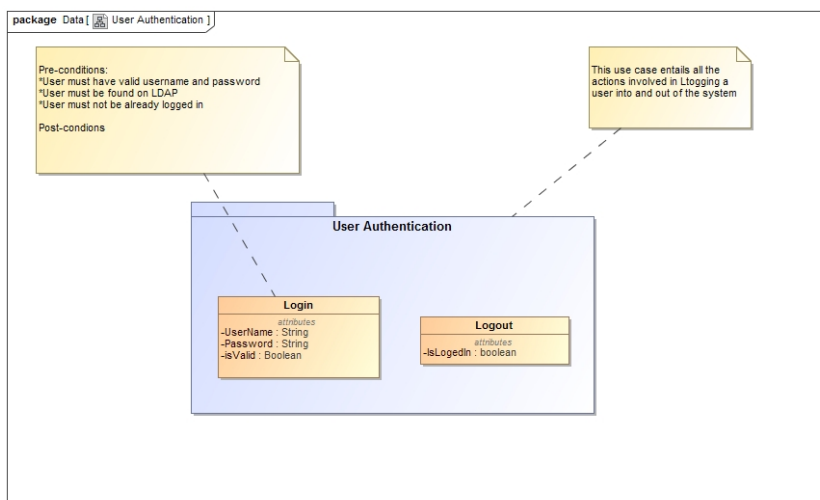 package Data [ User Authentication ]
Pre-conditions:
*User must have valid username and password
*User must be found on LDAP
*User must not be already logged in
Post-condions
This use case entails all the
actions involved in Ltogging a
user into and out of the system
User Authentication
Login
attributes
-UserName : String
-Password : String
-isValid : Boolean
Logout
attributes
-IsLogedIn : boolean